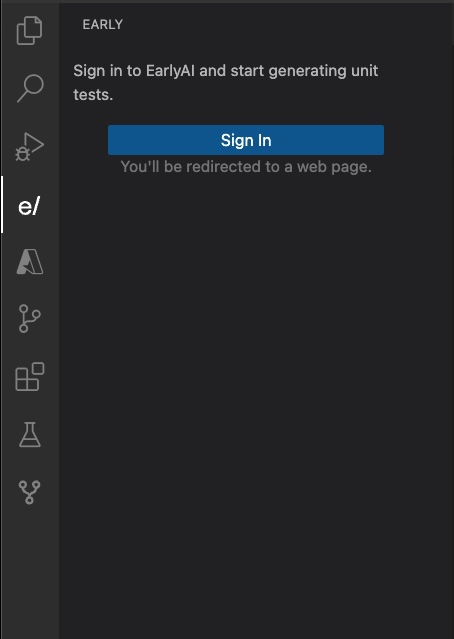 EARLY
Sign in to EarlyAI and start generating unit
tests.
Sign In
You'll be redirected to a web page.
e/